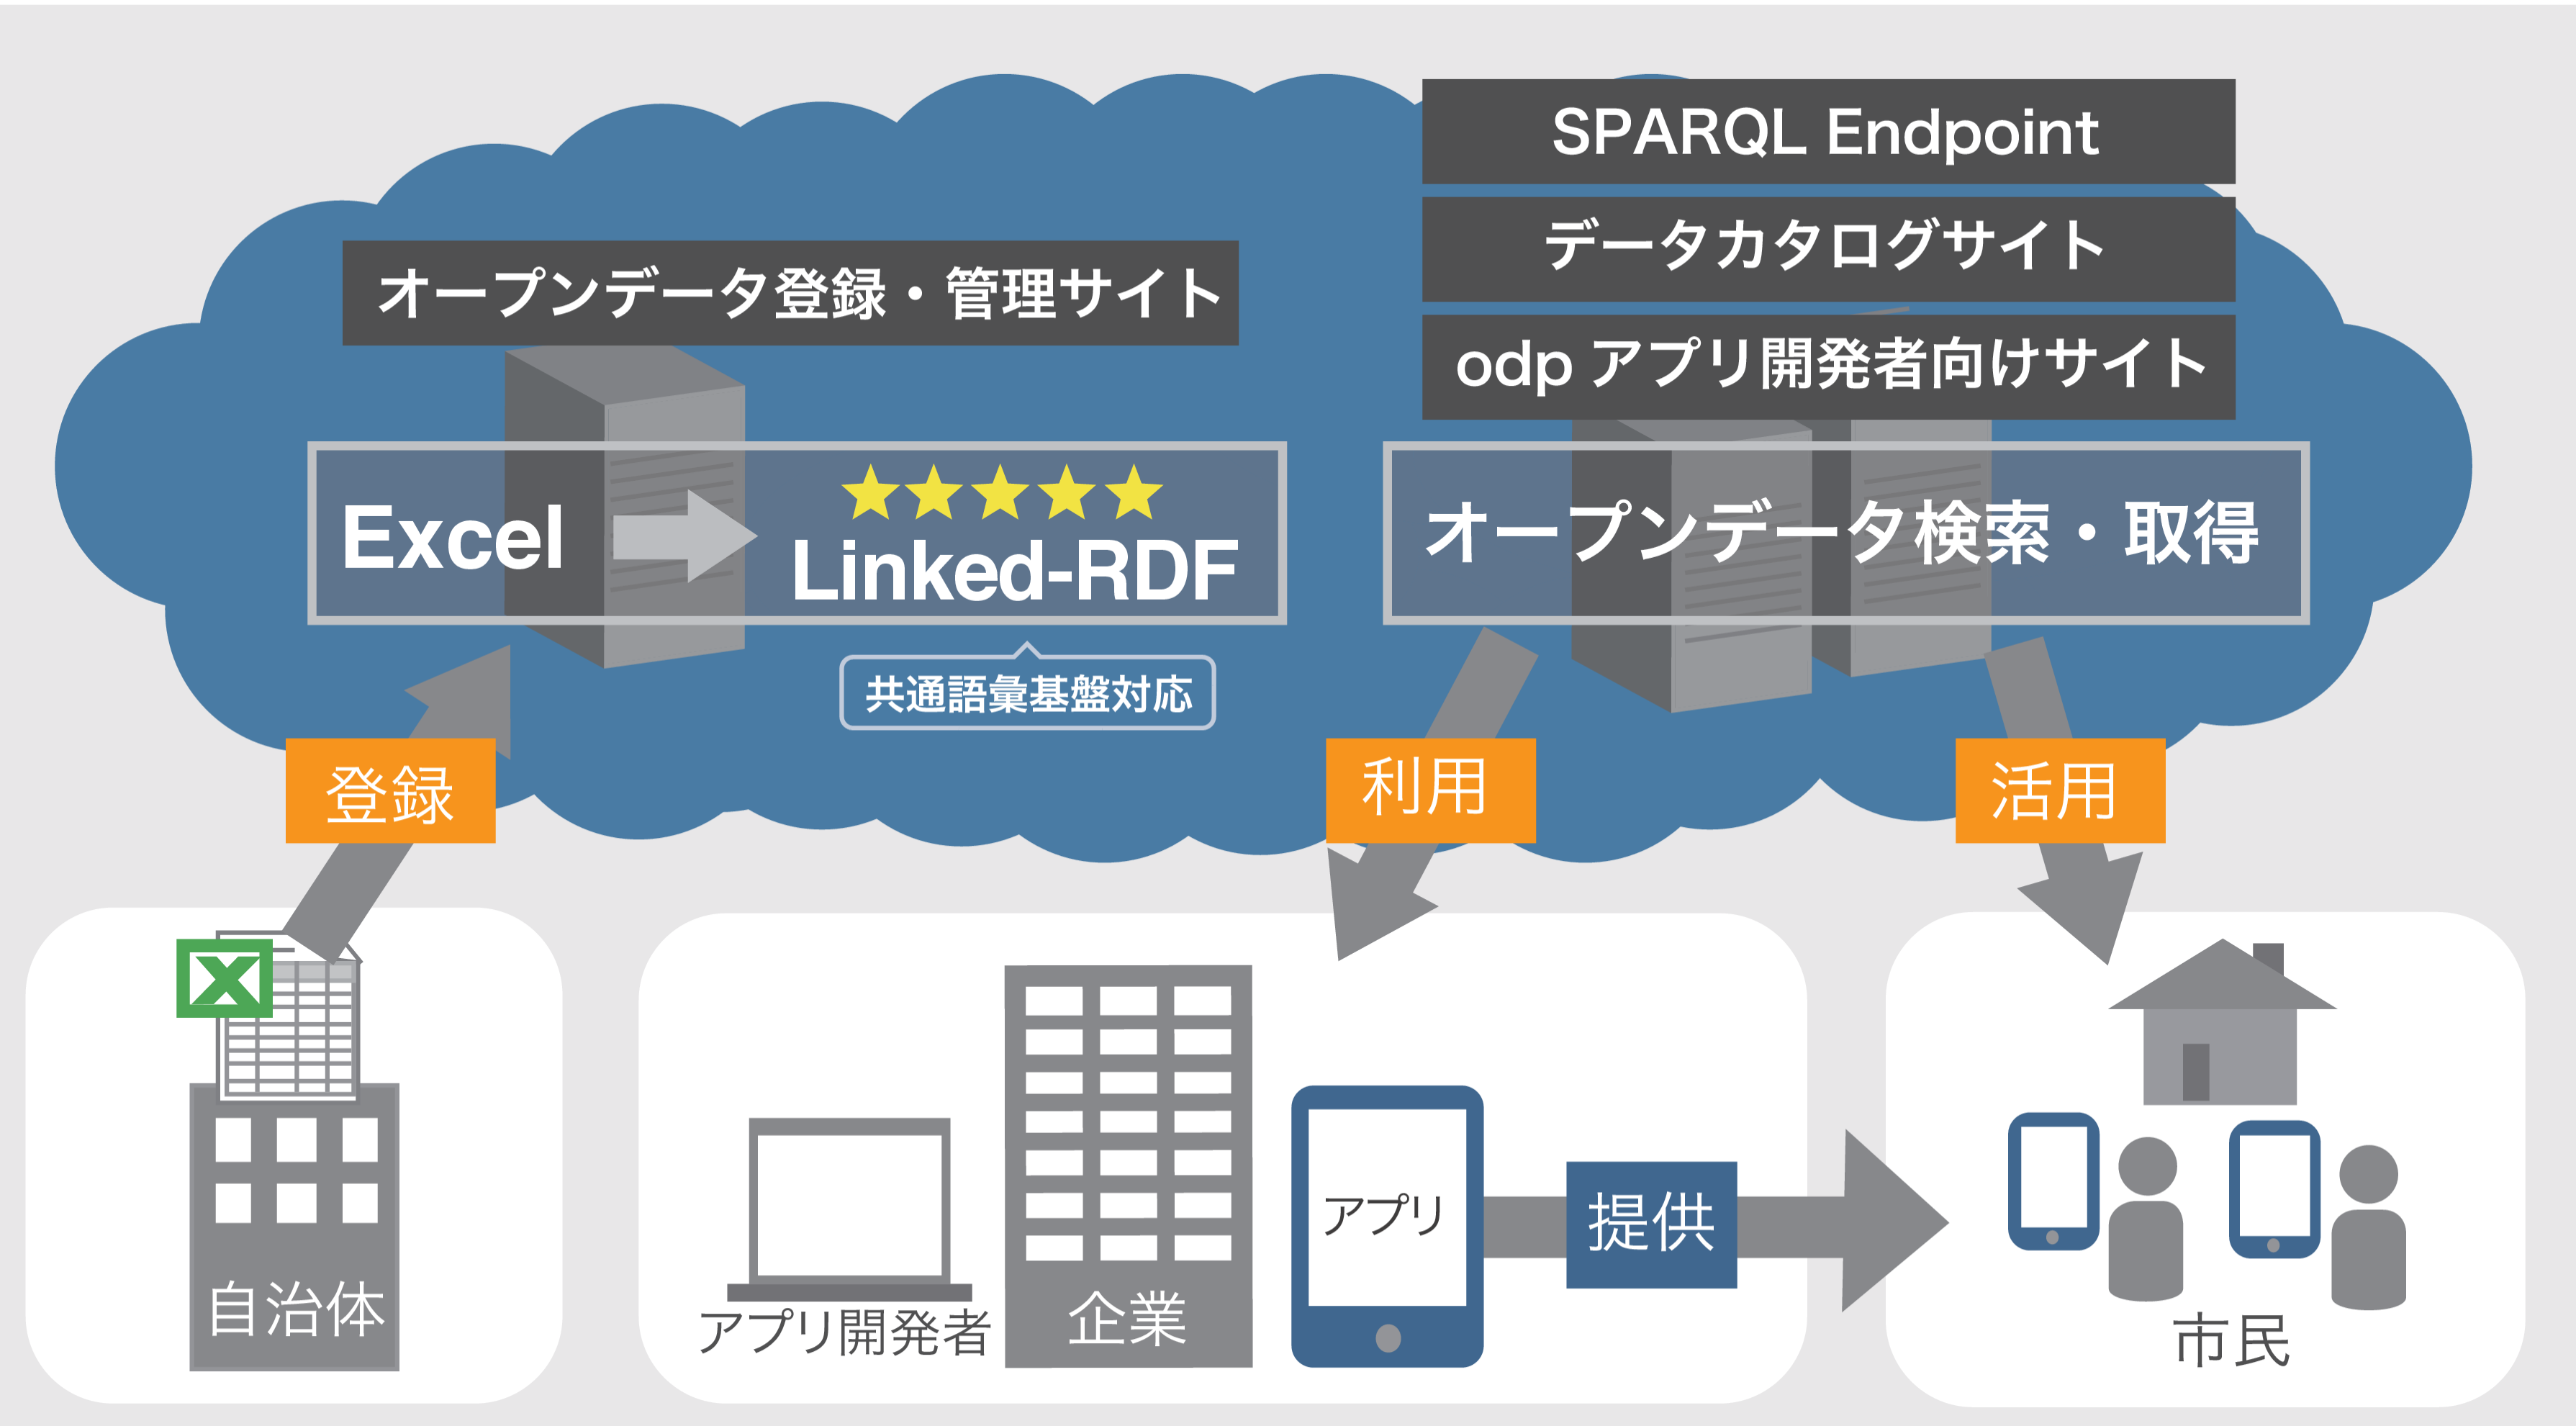 SPARQL Endpoint
データカタログサイト
odp アプリ開発者向けサイト
オープンデータ登録・管理サイト
Excel
Linked-RDF
共通語彙基盤対応
オープンデータ検索・取得
登録
利用
活用
X
自治体
アプリ開発者
企業
アプリ
提供
市民